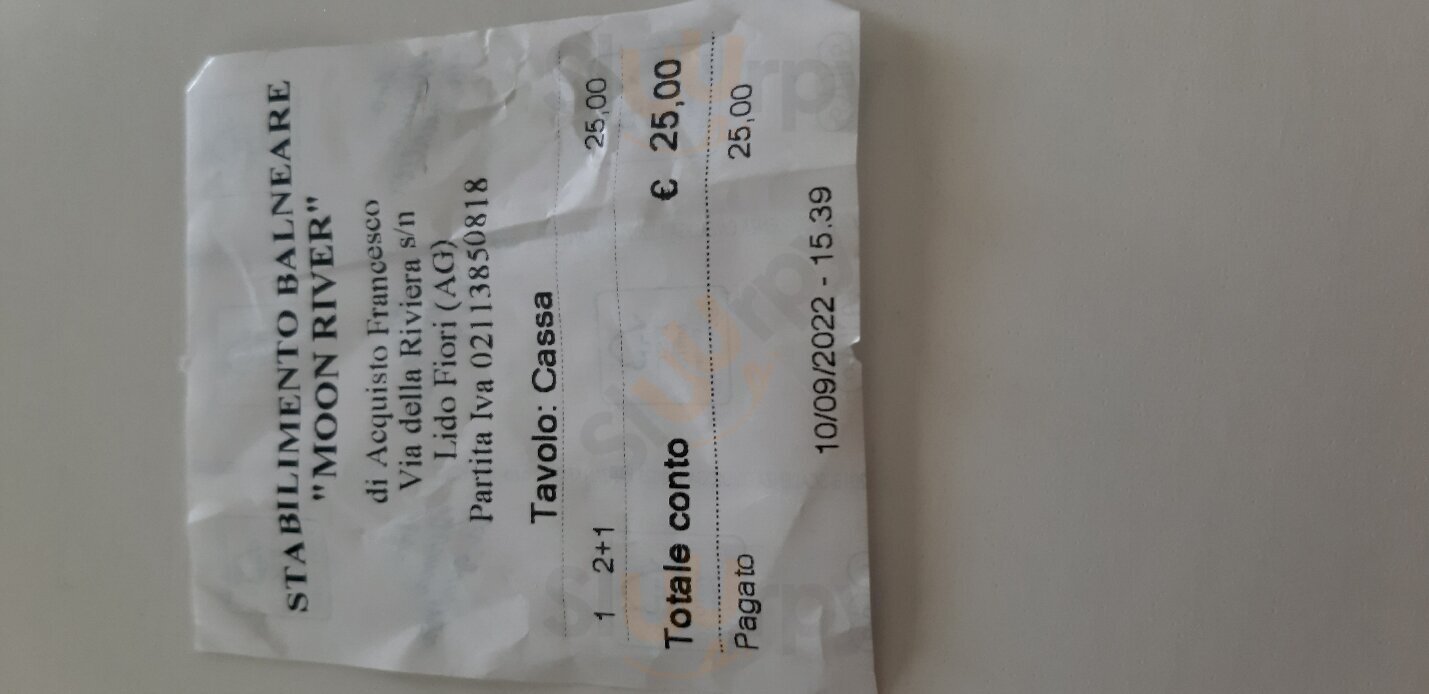 STABILIMENTO BALNEARE
"MOON RIVER"
di Acquisto Francesco
Via della Riviera s/n
Lido Fiori (AG)
Partita Iva 02113850818
Tavolo: Cassa
1 2+1 25,00
Totale conto € 25,00
Pagato 25,00
10/09/2022 - 15.39
sluurpy